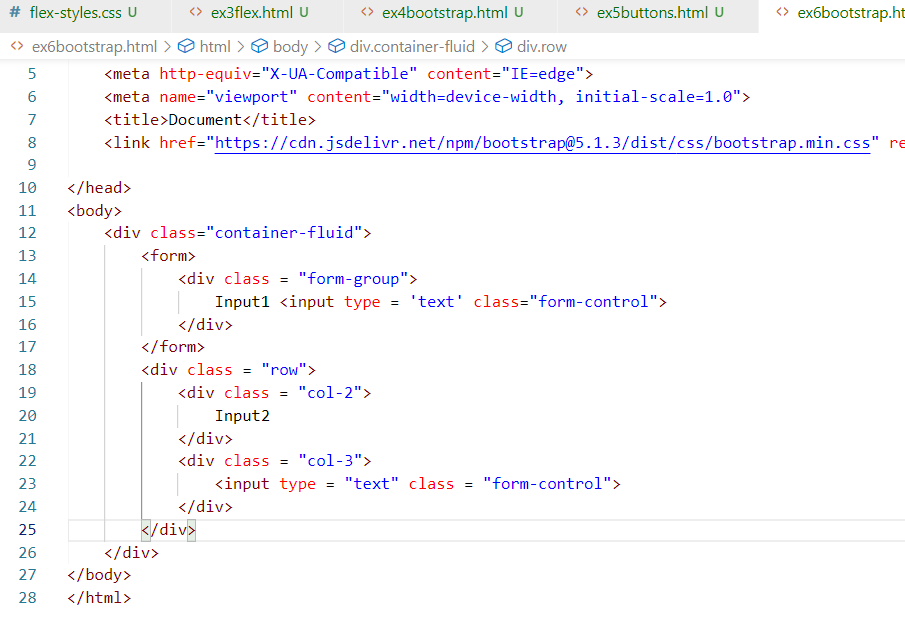 # flex-styles.css U <> ex3flex.html U <> ex4bootstrap.html U <> ex5buttons.html U <> ex6bootstrap.ht
<> ex6bootstrap.html > html > body > div.container-fluid > div.row
5 <meta http-equiv="X-UA-Compatible" content="IE=edge">
6 <meta name="viewport" content="width=device-width, initial-scale=1.0">
7 <title>Document</title>
8 <link href="https://cdn.jsdelivr.net/npm/bootstrap@5.1.3/dist/css/bootstrap.min.css" re
9
10 </head>
11 <body>
12 <div class="container-fluid">
13 <form>
14 <div class = "form-group">
15 Input1 <input type = 'text' class="form-control">
16 </div>
17 </form>
18 <div class = "row">
19 <div class = "col-2">
20 Input2
21 </div>
22 <div class = "col-3">
23 <input type = "text" class = "form-control">
24 </div>
25 </div>
26 </div>
27 </body>
28 </html>